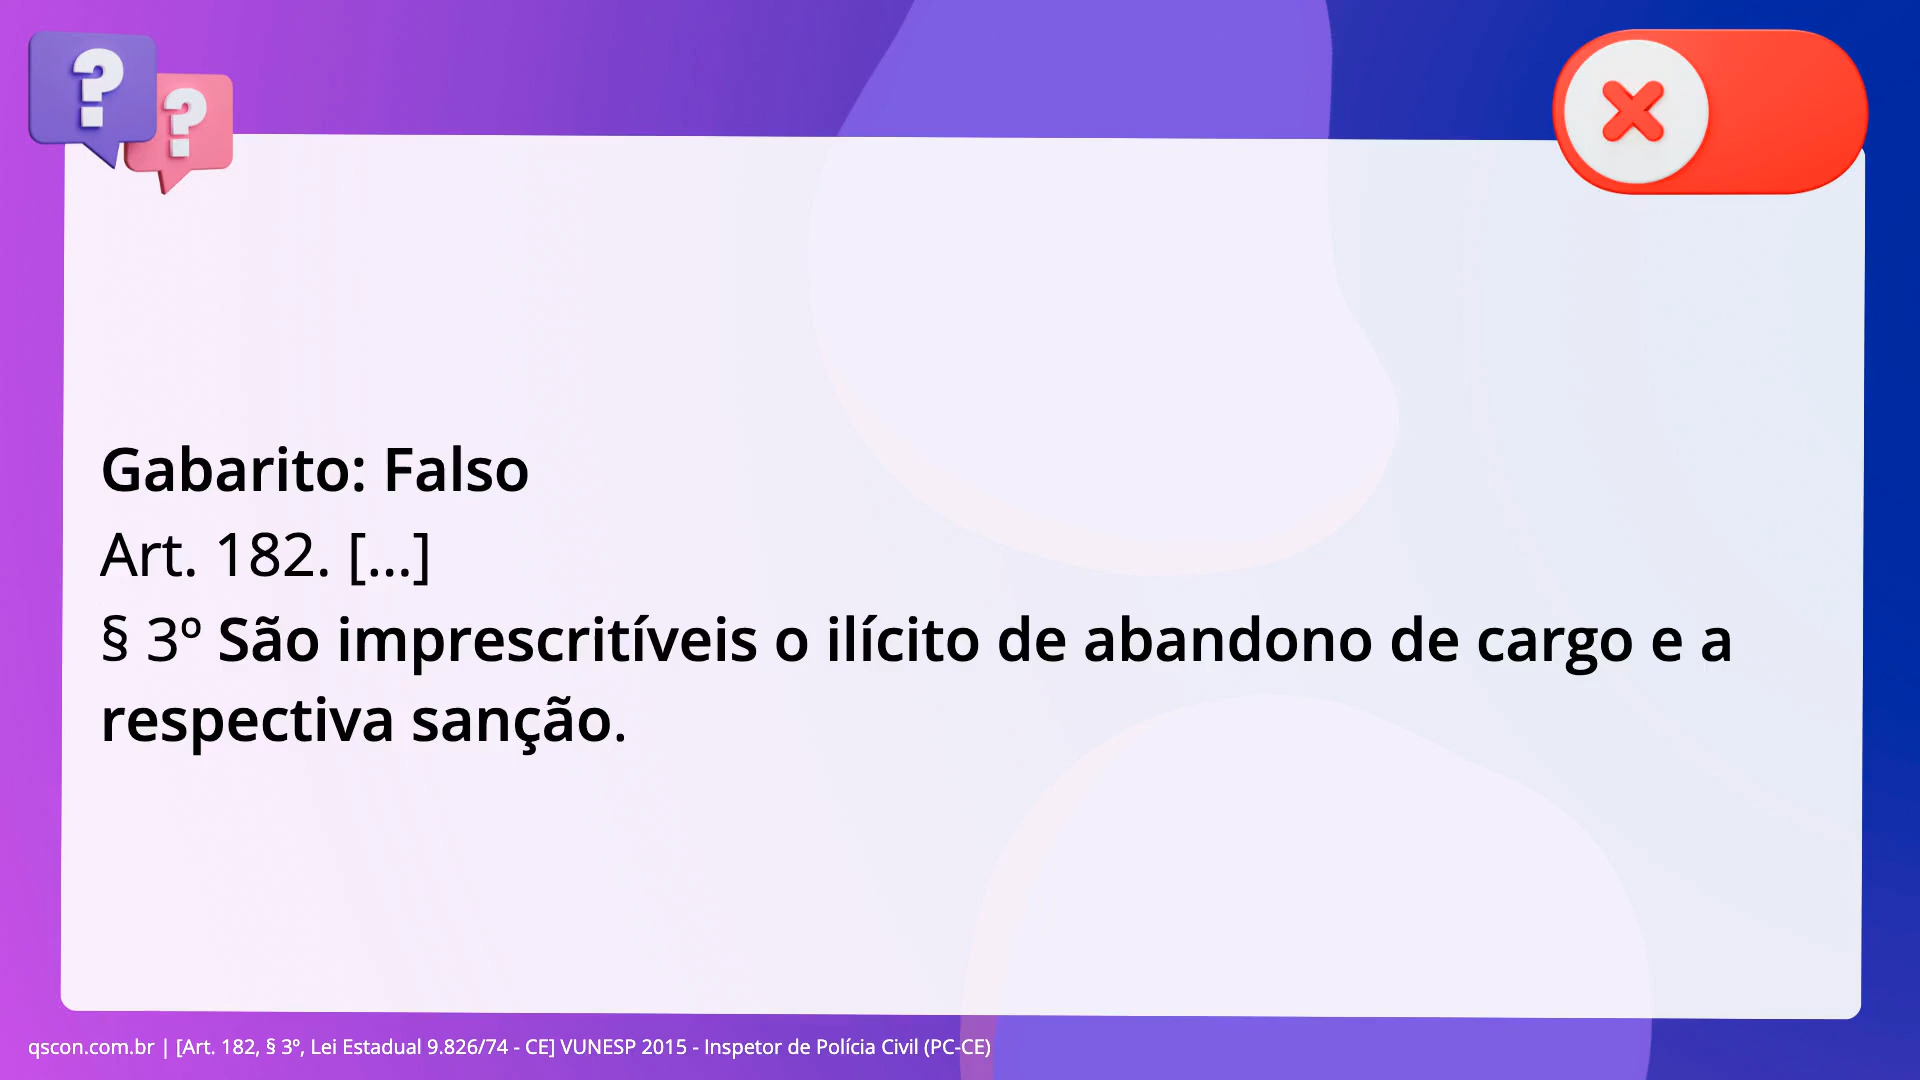 Gabarito: Falso
Art. 182. [...]
§ 3º São imprescritíveis o ilícito de abandono de cargo e a
respectiva sanção.
qscon.com.br | [Art. 182, § 3º, Lei Estadual 9.826/74 - CE] VUNESP 2015 - Inspetor de Polícia Civil (PC-CE)